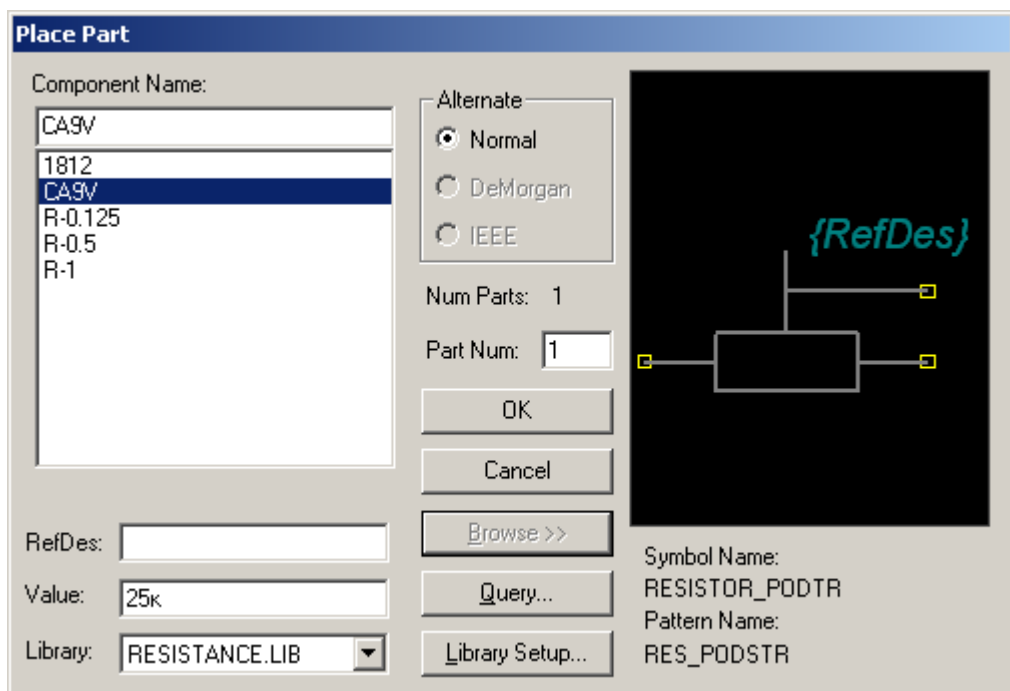 Place Part
Component Name:
CA9V
1812
CA9V
R-0.125
R-0.5
R-1
RefDes:
Value: 25к
Library: RESISTANCE.LIB
Alternate
Normal
DeMorgan
IEEE
Num Parts: 1
Part Num: 1
OK
Cancel
Browse >>
Query...
Library Setup...
{RefDes}
Symbol Name:
RESISTOR_PODTR
Pattern Name:
RES_PODSTR